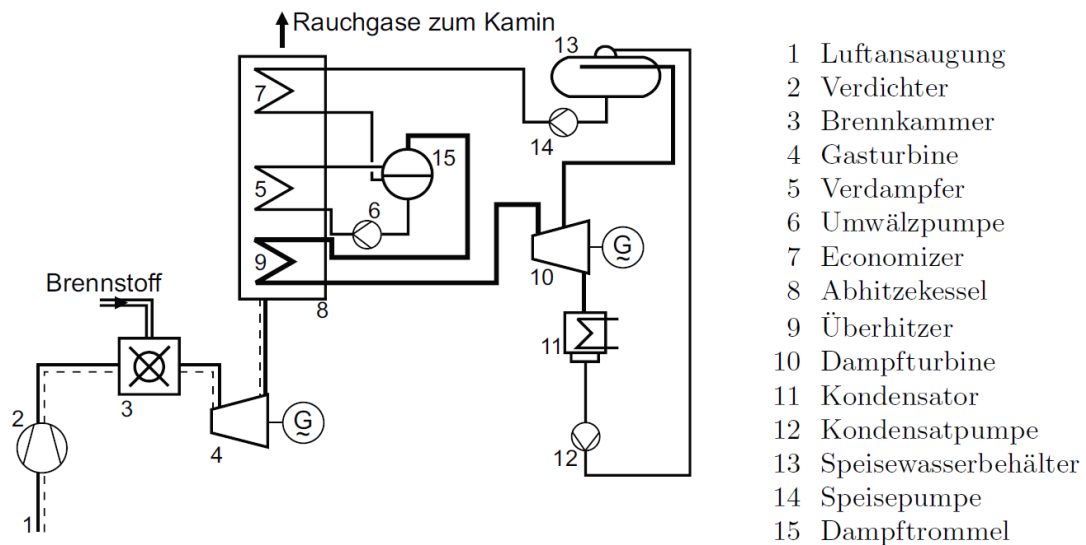 Rauchgase zum Kamin
13
7
14
15
5
6
G
~
9
10
Brennstoff
8
11
3
2
G
~
4
12
1
1 Luftansaugung
2 Verdichter
3 Brennkammer
4 Gasturbine
5 Verdampfer
6 Umwälzpumpe
7 Economizer
8 Abhitzekessel
9 Überhitzer
10 Dampfturbine
11 Kondensator
12 Kondensatpumpe
13 Speisewasserbehälter
14 Speisepumpe
15 Dampftrommel